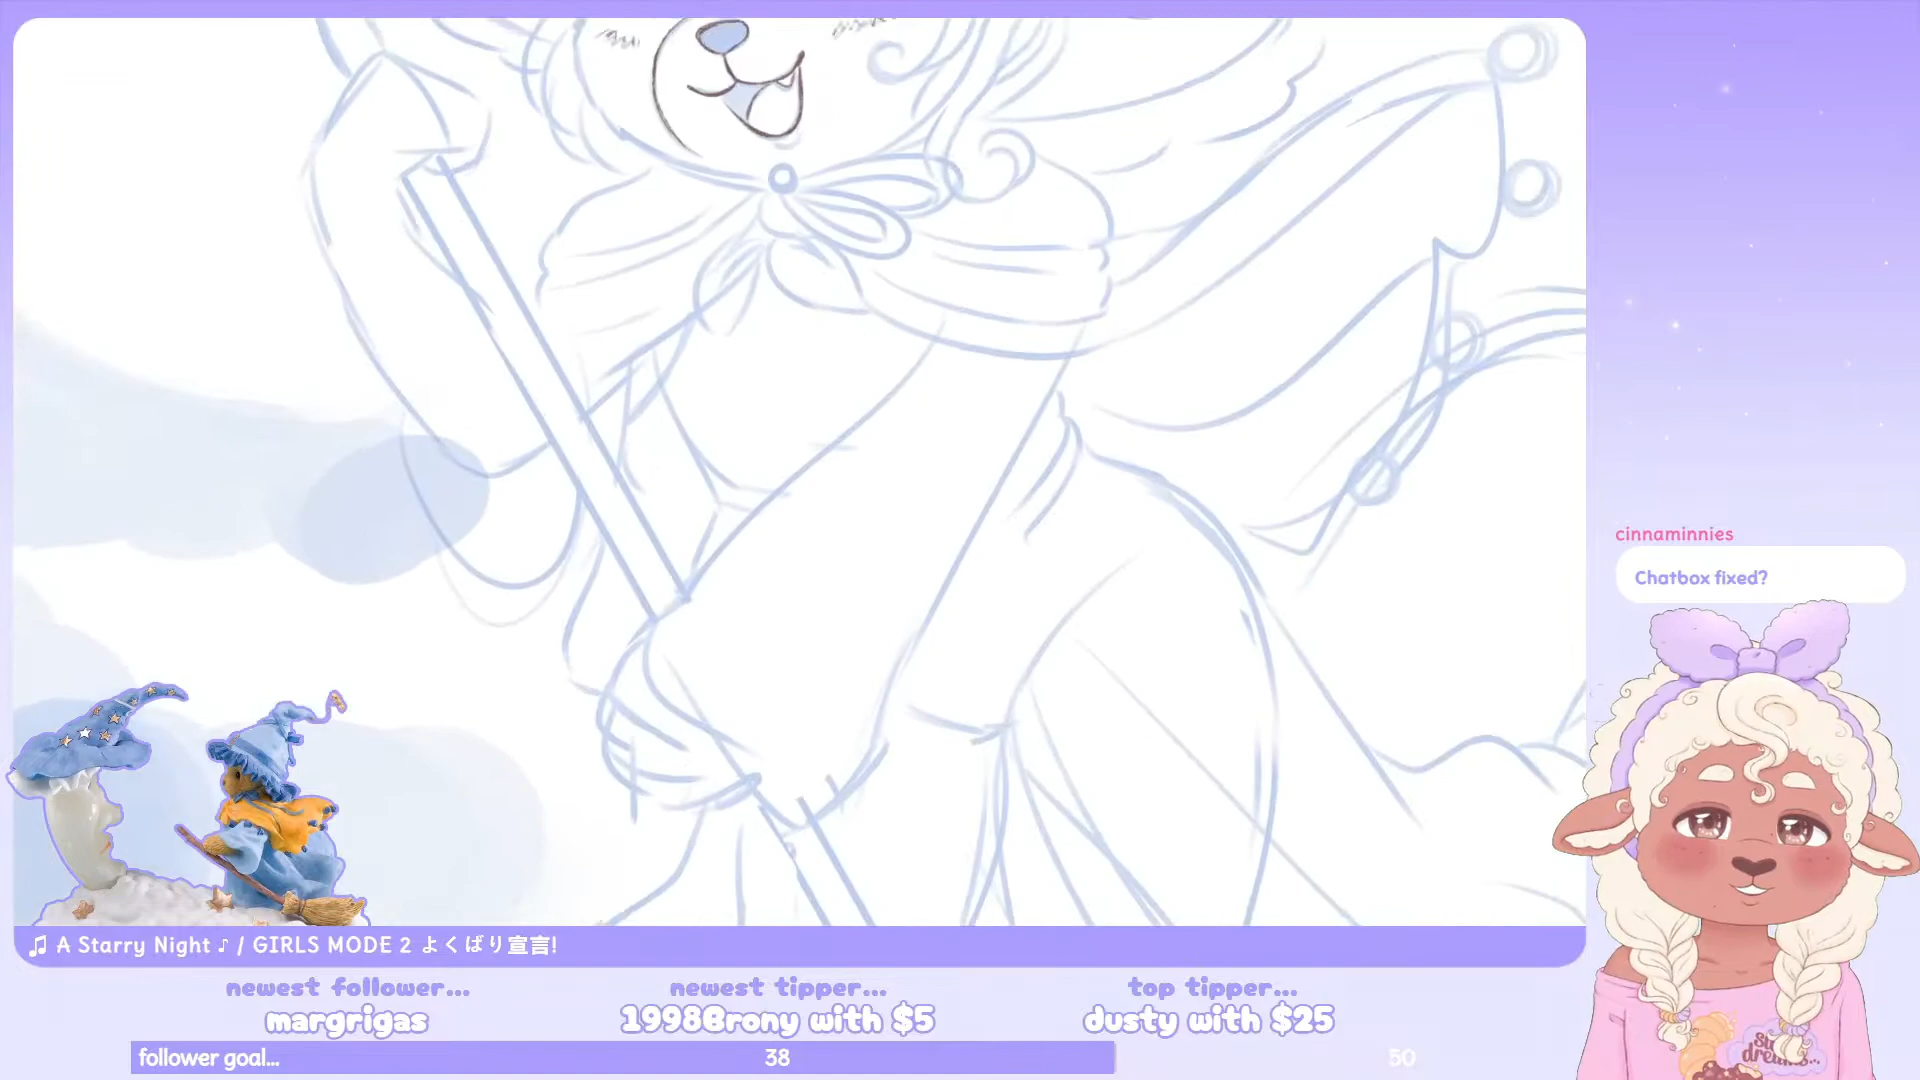 cinnaminnies
Chatbox fixed?
♫ A Starry Night ♪ / GIRLS MODE 2 よくばり宣言!
newest follower...
margrigas
newest tipper...
1998Brony with $5
top tipper...
dusty with $25
follower goal...
38
50